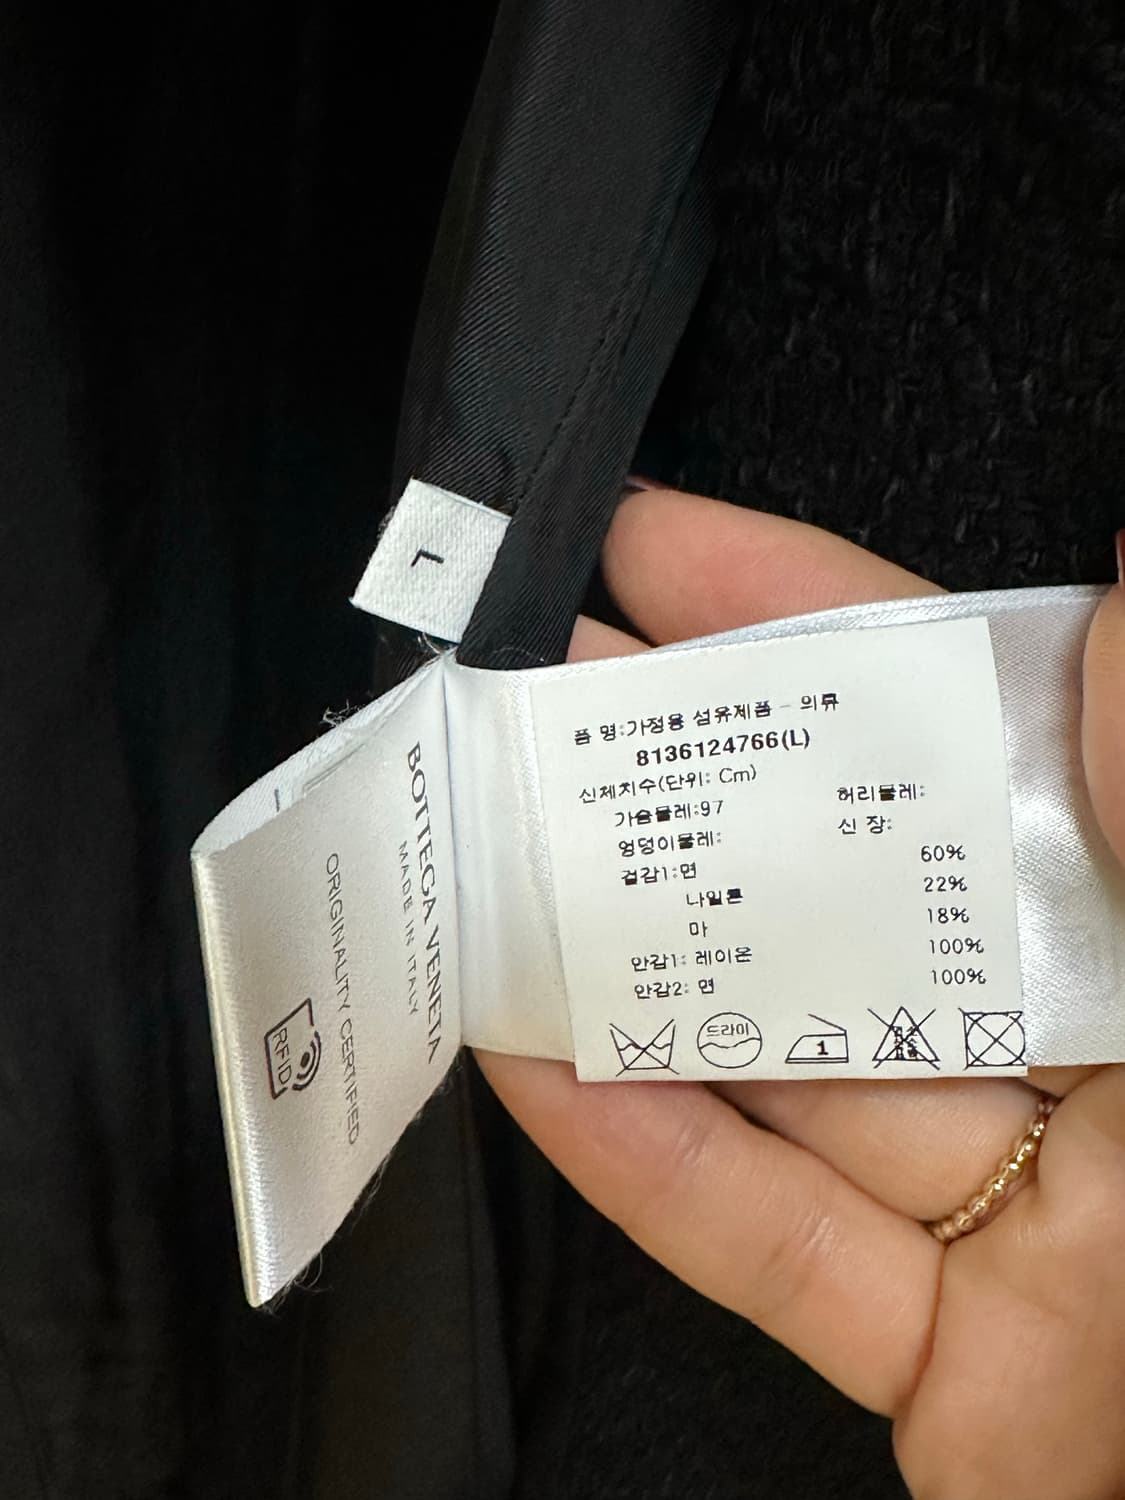 L
BOTTEGA VENETA
MADE IN ITALY
ORIGINALITY CERTIFIED
RFID
품 명:가정용 섬유제품 - 의류
8136124766(L)
신체치수(단위: Cm)
가슴둘레:97 허리둘레:
엉덩이둘레: 신 장:
겉감1:면 60%
나일론 22%
마 18%
안감1: 레이온 100%
안감2: 면 100%
드라이
1